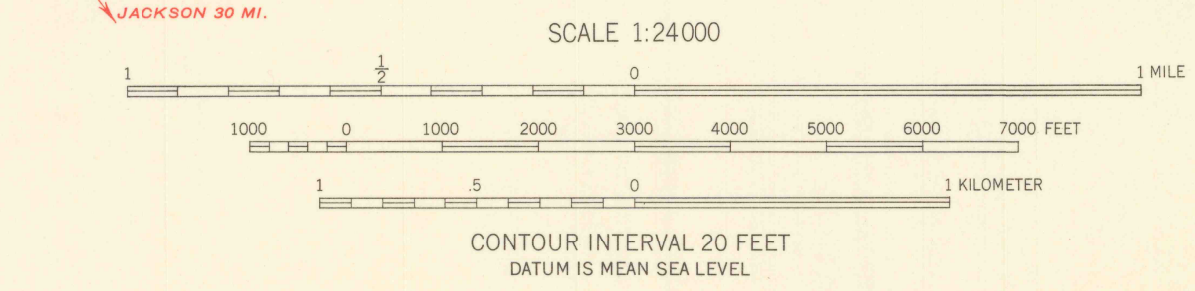 JACKSON 30 MI.
SCALE 1:24000
1 1/2 0 1 MILE
1000 0 1000 2000 3000 4000 5000 6000 7000 FEET
1 .5 0 1 KILOMETER
CONTOUR INTERVAL 20 FEET
DATUM IS MEAN SEA LEVEL